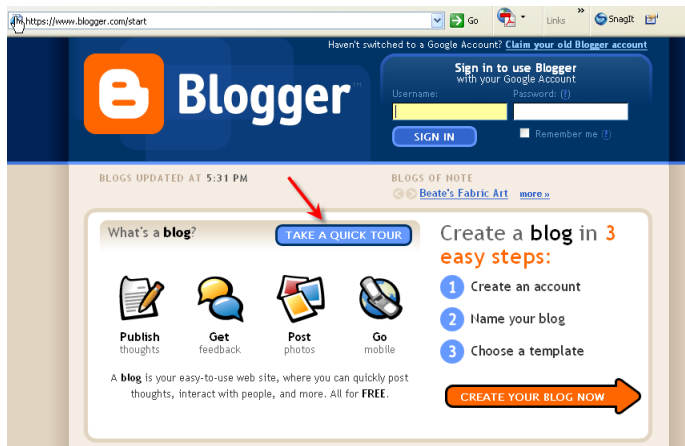 https://www.blogger.com/start
Go
Links
»
SnagIt
Haven't switched to a Google Account? Claim your old Blogger account
Blogger™
Sign in to use Blogger
with your Google Account
Username:
Password: (?)
SIGN IN
Remember me (?)
BLOGS UPDATED AT 5:31 PM
BLOGS OF NOTE
Beate's Fabric Art more »
What's a blog?
TAKE A QUICK TOUR
Publish
thoughts
Get
feedback
Post
photos
Go
mobile
A blog is your easy-to-use web site, where you can quickly post
thoughts, interact with people, and more. All for FREE.
Create a blog in 3
easy steps:
1 Create an account
2 Name your blog
3 Choose a template
CREATE YOUR BLOG NOW